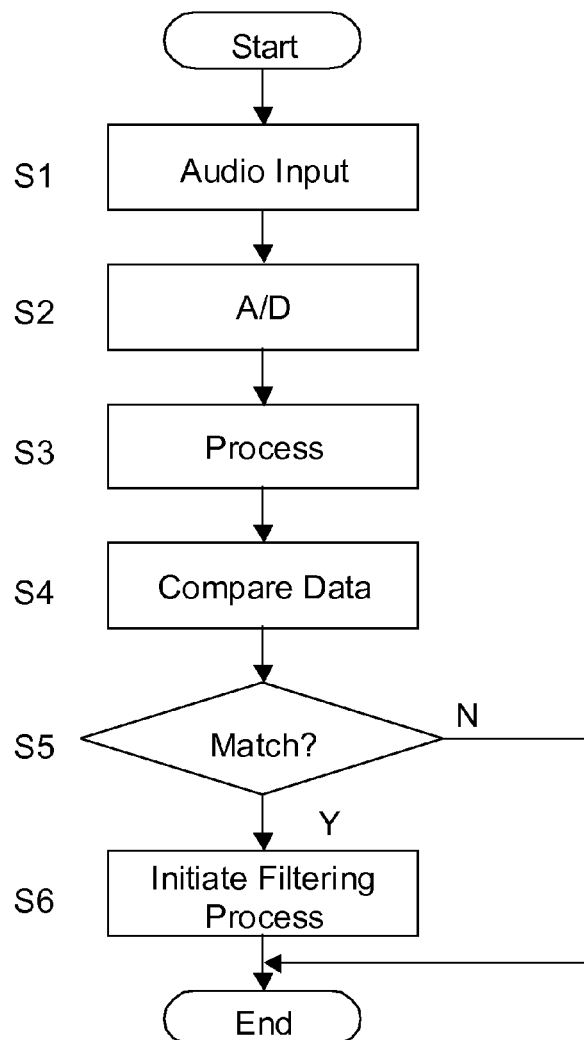 Start
S1
Audio Input
S2
A/D
S3
Process
S4
Compare Data
S5
Match?
N
Y
S6
Initiate Filtering
Process
End